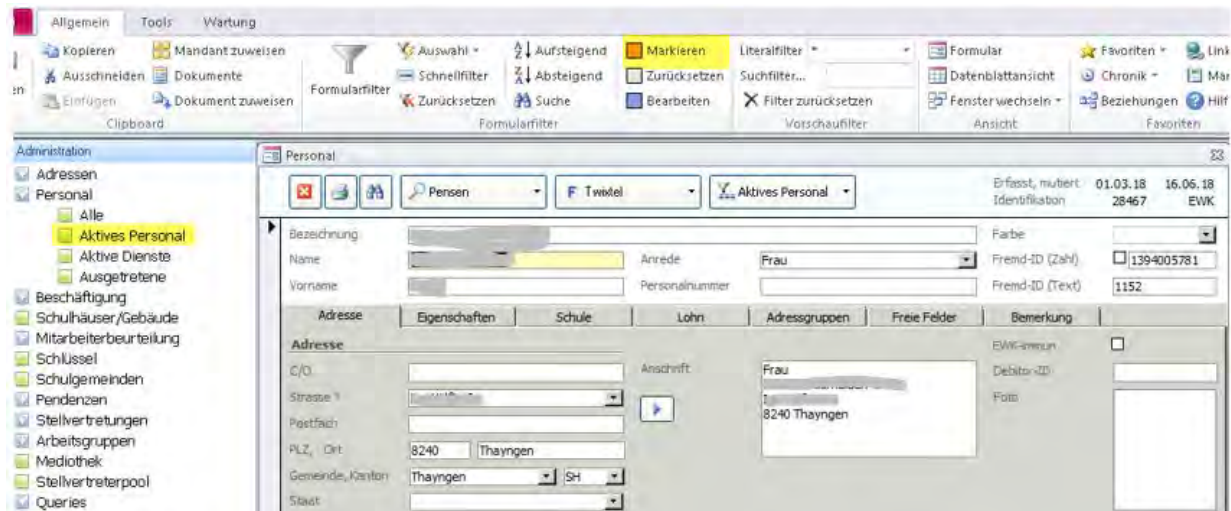 Allgemein Tools Wartung
Kopieren Mandant zuweisen Auswahl Aufsteigend Markieren Literalfilter * Formular Favoriten Link
Ausschneiden Dokumente Schnellfilter Absteigend Zurücksetzen Suchfilter... Datenblattansicht Chronik Mar
en Einfügen Dokument zuweisen Formularfilter Zurücksetzen Suche Bearbeiten Filter zurücksetzen Fenster wechseln Beziehungen Hilf
Clipboard Formularfilter Vorschaufilter Ansicht Favoriten
Administration
Adressen
Personal
Alle
Aktives Personal
Aktive Dienste
Ausgetretene
Beschäftigung
Schulhäuser/Gebäude
Mitarbeiterbeurteilung
Schlüssel
Schulgemeinden
Pendenzen
Stellvertretungen
Arbeitsgruppen
Mediothek
Stellvertreterpool
Queries
Personal
Pensen F Twixtel Aktives Personal Erfasst, mutiert 01.03.18 16.06.18
Identifikation 28467 EWK
Bezeichnung Farbe
Name Anrede Frau Fremd-ID (Zahl) 1394005781
Vorname Personalnummer Fremd-ID (Text) 1152
Adresse Eigenschaften Schule Lohn Adressgruppen Freie Felder Bemerkung
Adresse EWK-immun
C/O Anschrift Frau Debitor-ID
Strasse Foto
Postfach 8240 Thayngen
PLZ, Ort 8240 Thayngen
Gemeinde, Kanton Thayngen SH
Staat